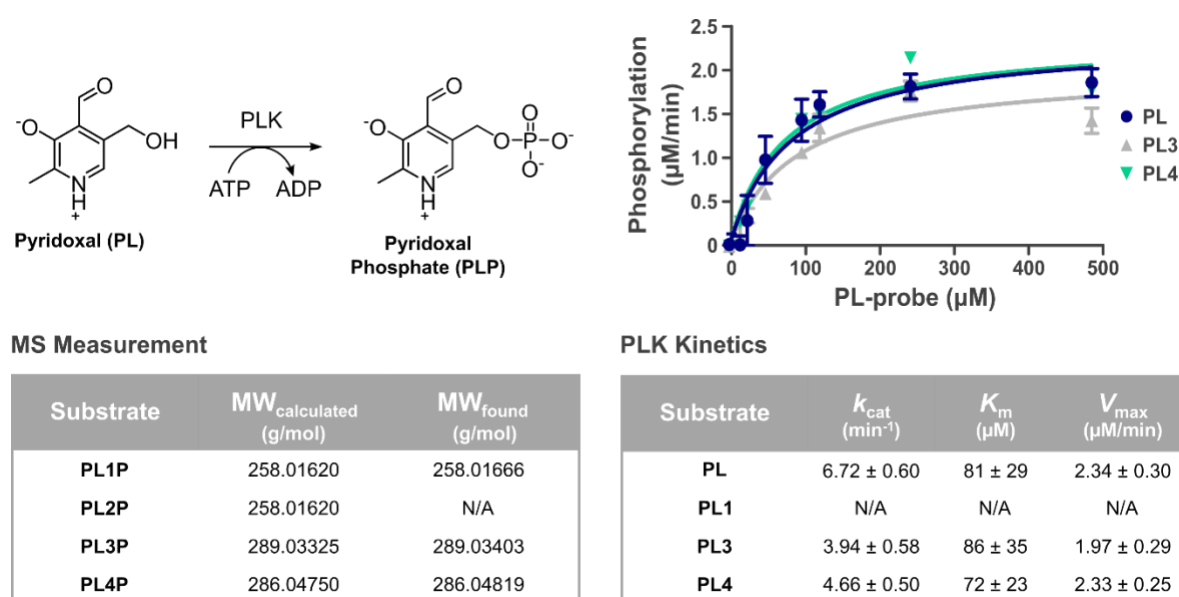 O
-O
OH
N
H
+
Pyridoxal (PL)
PLK
ATP
ADP
O
-O
O
P
O
O-
O-
N
H
+
Pyridoxal
Phosphate (PLP)
Phosphorylation
(µM/min)
2.5
2.0
1.5
1.0
0.5
0
0
100
200
300
400
500
PL-probe (µM)
PL
PL3
PL4
MS Measurement
Substrate MWcalculated (g/mol) MWfound (g/mol)
PL1P 258.01620 258.01666
PL2P 258.01620 N/A
PL3P 289.03325 289.03403
PL4P 286.04750 286.04819
PLK Kinetics
Substrate kcat (min-1) Km (µM) Vmax (µM/min)
PL 6.72 ± 0.60 81 ± 29 2.34 ± 0.30
PL1 N/A N/A N/A
PL3 3.94 ± 0.58 86 ± 35 1.97 ± 0.29
PL4 4.66 ± 0.50 72 ± 23 2.33 ± 0.25